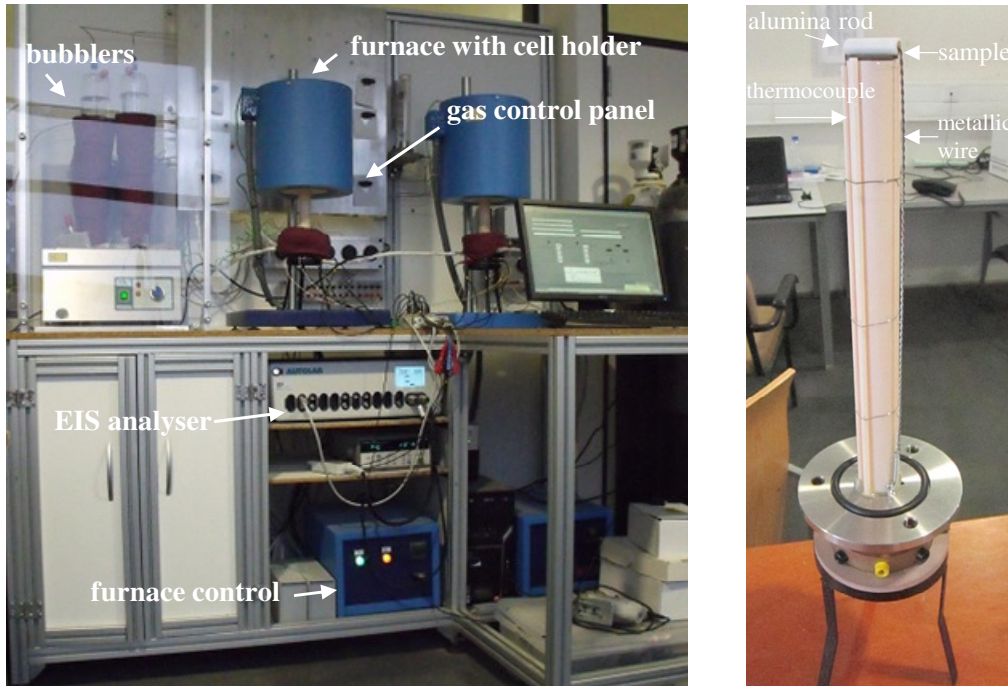 bubblers
furnace with cell holder
gas control panel
AUTOLAB
EIS analyser
furnace control
alumina rod
sample
thermocouple
metallic
wire